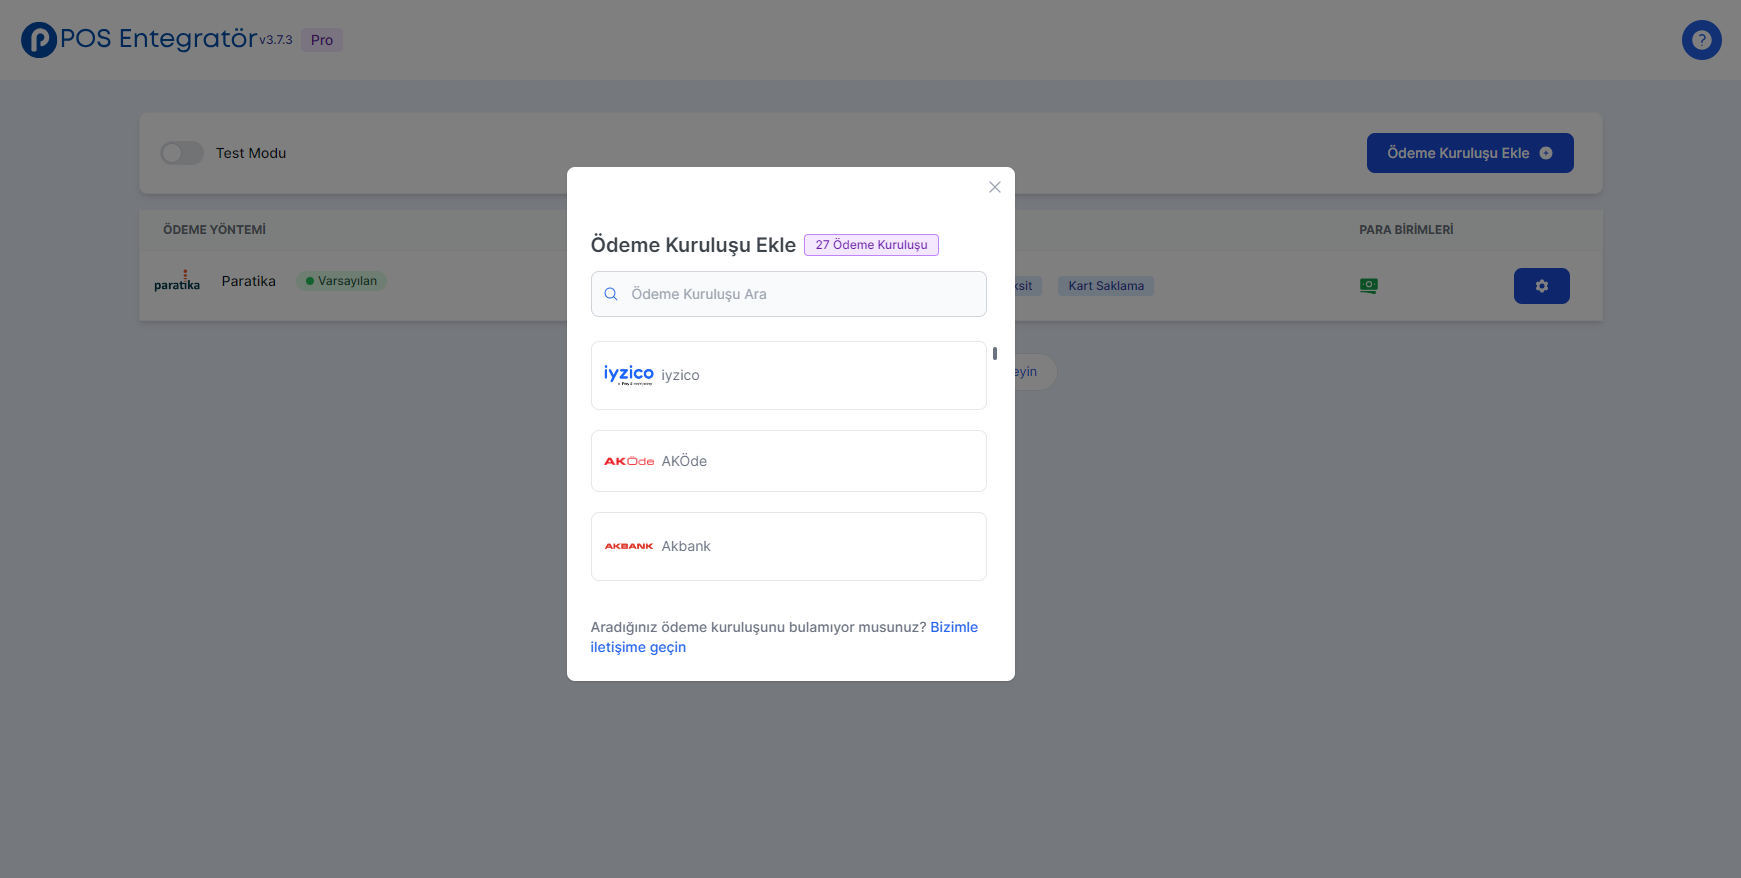 POS Entegratör v3.7.3 Pro
?
Test Modu
Ödeme Kuruluşu Ekle
ÖDEME YÖNTEMİ
PARA BİRİMLERİ
paratika Paratika Varsayılan
Kart Saklama
Ödeme Kuruluşu Ekle 27 Ödeme Kuruluşu
Ödeme Kuruluşu Ara
iyzico iyzico
AKÖde AKÖde
AKBANK Akbank
Aradığınız ödeme kuruluşunu bulamıyor musunuz? Bizimle
iletişime geçin